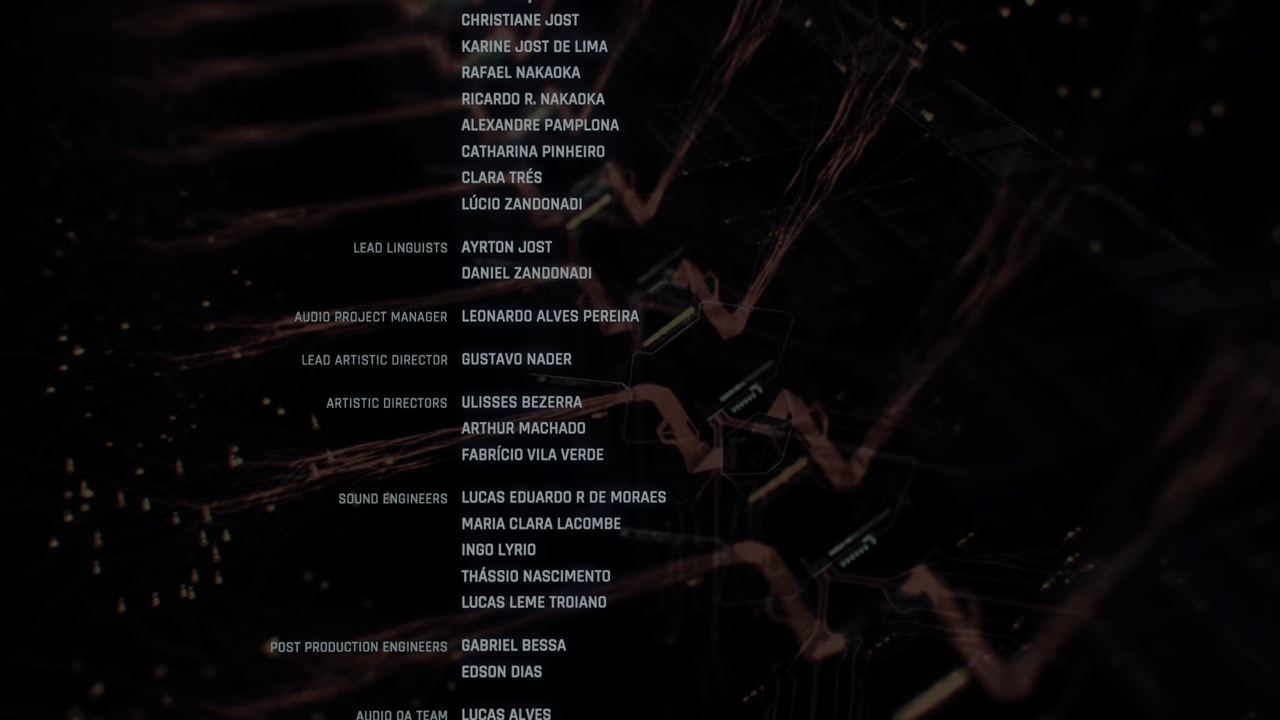 CHRISTIANE JOST
KARINE JOST DE LIMA
RAFAEL NAKAOKA
RICARDO R. NAKAOKA
ALEXANDRE PAMPLONA
CATHARINA PINHEIRO
CLARA TRÉS
LÚCIO ZANDONADI
LEAD LINGUISTS AYRTON JOST
DANIEL ZANDONADI
AUDIO PROJECT MANAGER LEONARDO ALVES PEREIRA
LEAD ARTISTIC DIRECTOR GUSTAVO NADER
ARTISTIC DIRECTORS ULISSES BEZERRA
ARTHUR MACHADO
FABRÍCIO VILA VERDE
SOUND ENGINEERS LUCAS EDUARDO R DE MORAES
MARIA CLARA LACOMBE
INGO LYRIO
THÁSSIO NASCIMENTO
LUCAS LEME TROIANO
POST PRODUCTION ENGINEERS GABRIEL BESSA
EDSON DIAS
AUDIO QA TEAM LUCAS ALVES